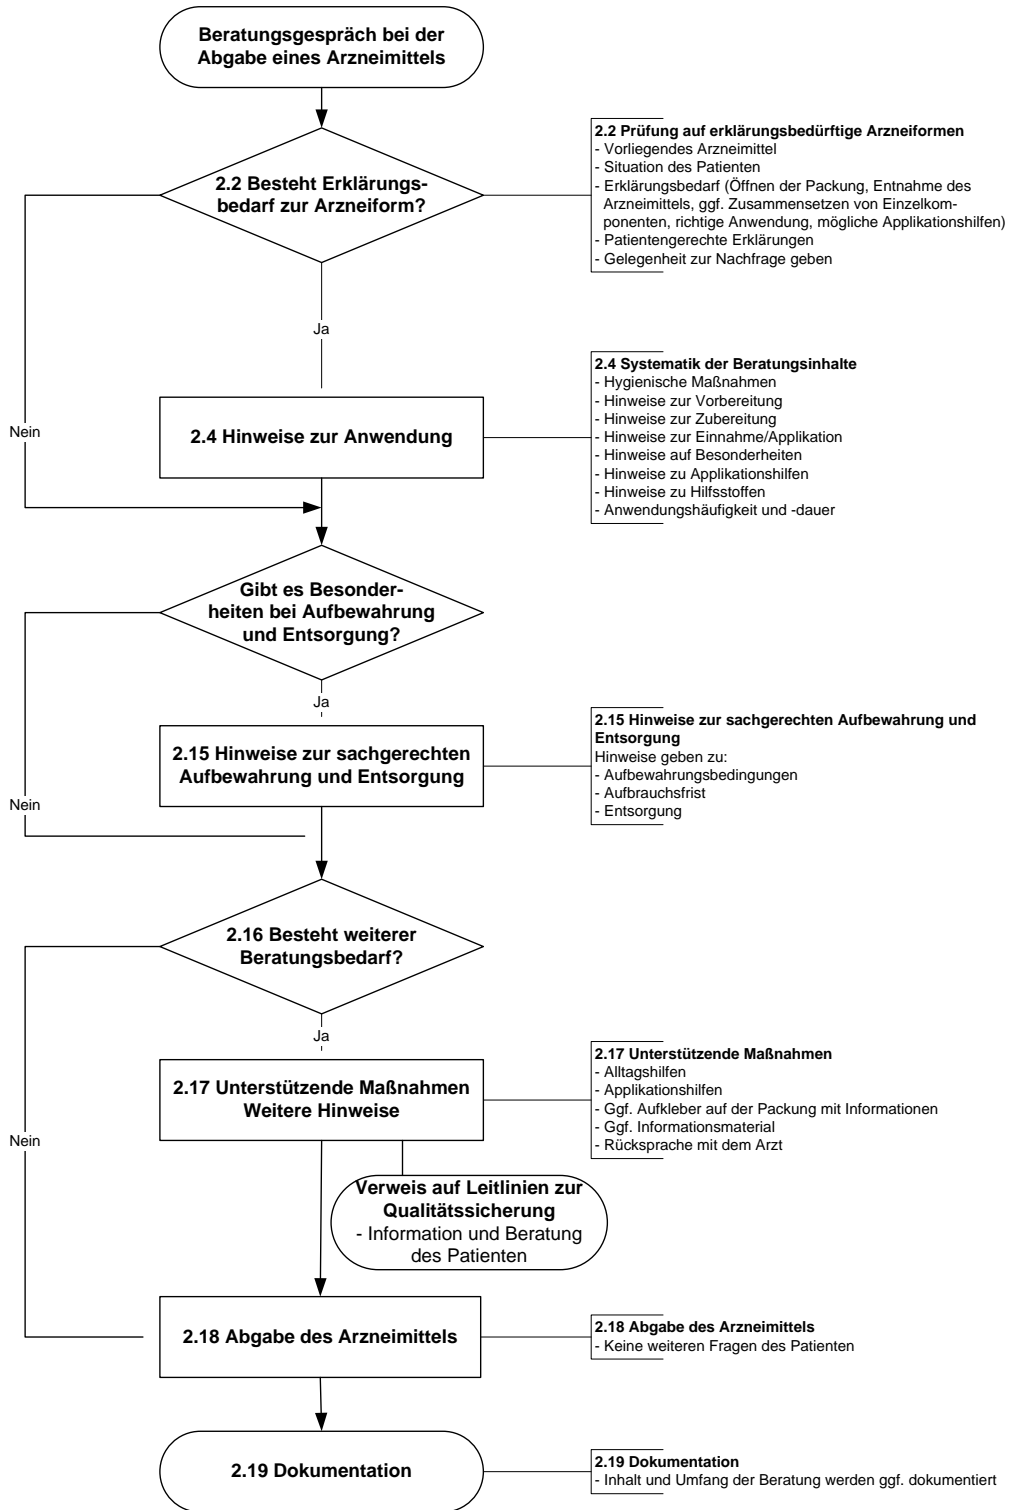 Beratungsgespräch bei der
Abgabe eines Arzneimittels
2.2 Besteht Erklärungs-
bedarf zur Arzneiform?
2.2 Prüfung auf erklärungsbedürftige Arzneiformen
- Vorliegendes Arzneimittel
- Situation des Patienten
- Erklärungsbedarf (Öffnen der Packung, Entnahme des
Arzneimittels, ggf. Zusammensetzen von Einzelkom-
ponenten, richtige Anwendung, mögliche Applikationshilfen)
- Patientengerechte Erklärungen
- Gelegenheit zur Nachfrage geben
Ja
Nein
2.4 Hinweise zur Anwendung
2.4 Systematik der Beratungsinhalte
- Hygienische Maßnahmen
- Hinweise zur Vorbereitung
- Hinweise zur Zubereitung
- Hinweise zur Einnahme/Applikation
- Hinweise auf Besonderheiten
- Hinweise zu Applikationshilfen
- Hinweise zu Hilfsstoffen
- Anwendungshäufigkeit und -dauer
Gibt es Besonder-
heiten bei Aufbewahrung
und Entsorgung?
Ja
Nein
2.15 Hinweise zur sachgerechten
Aufbewahrung und Entsorgung
2.15 Hinweise zur sachgerechten Aufbewahrung und
Entsorgung
Hinweise geben zu:
- Aufbewahrungsbedingungen
- Aufbrauchsfrist
- Entsorgung
2.16 Besteht weiterer
Beratungsbedarf?
Ja
Nein
2.17 Unterstützende Maßnahmen
Weitere Hinweise
2.17 Unterstützende Maßnahmen
- Alltagshilfen
- Applikationshilfen
- Ggf. Aufkleber auf der Packung mit Informationen
- Ggf. Informationsmaterial
- Rücksprache mit dem Arzt
Verweis auf Leitlinien zur
Qualitätssicherung
- Information und Beratung
des Patienten
2.18 Abgabe des Arzneimittels
2.18 Abgabe des Arzneimittels
- Keine weiteren Fragen des Patienten
2.19 Dokumentation
2.19 Dokumentation
- Inhalt und Umfang der Beratung werden ggf. dokumentiert